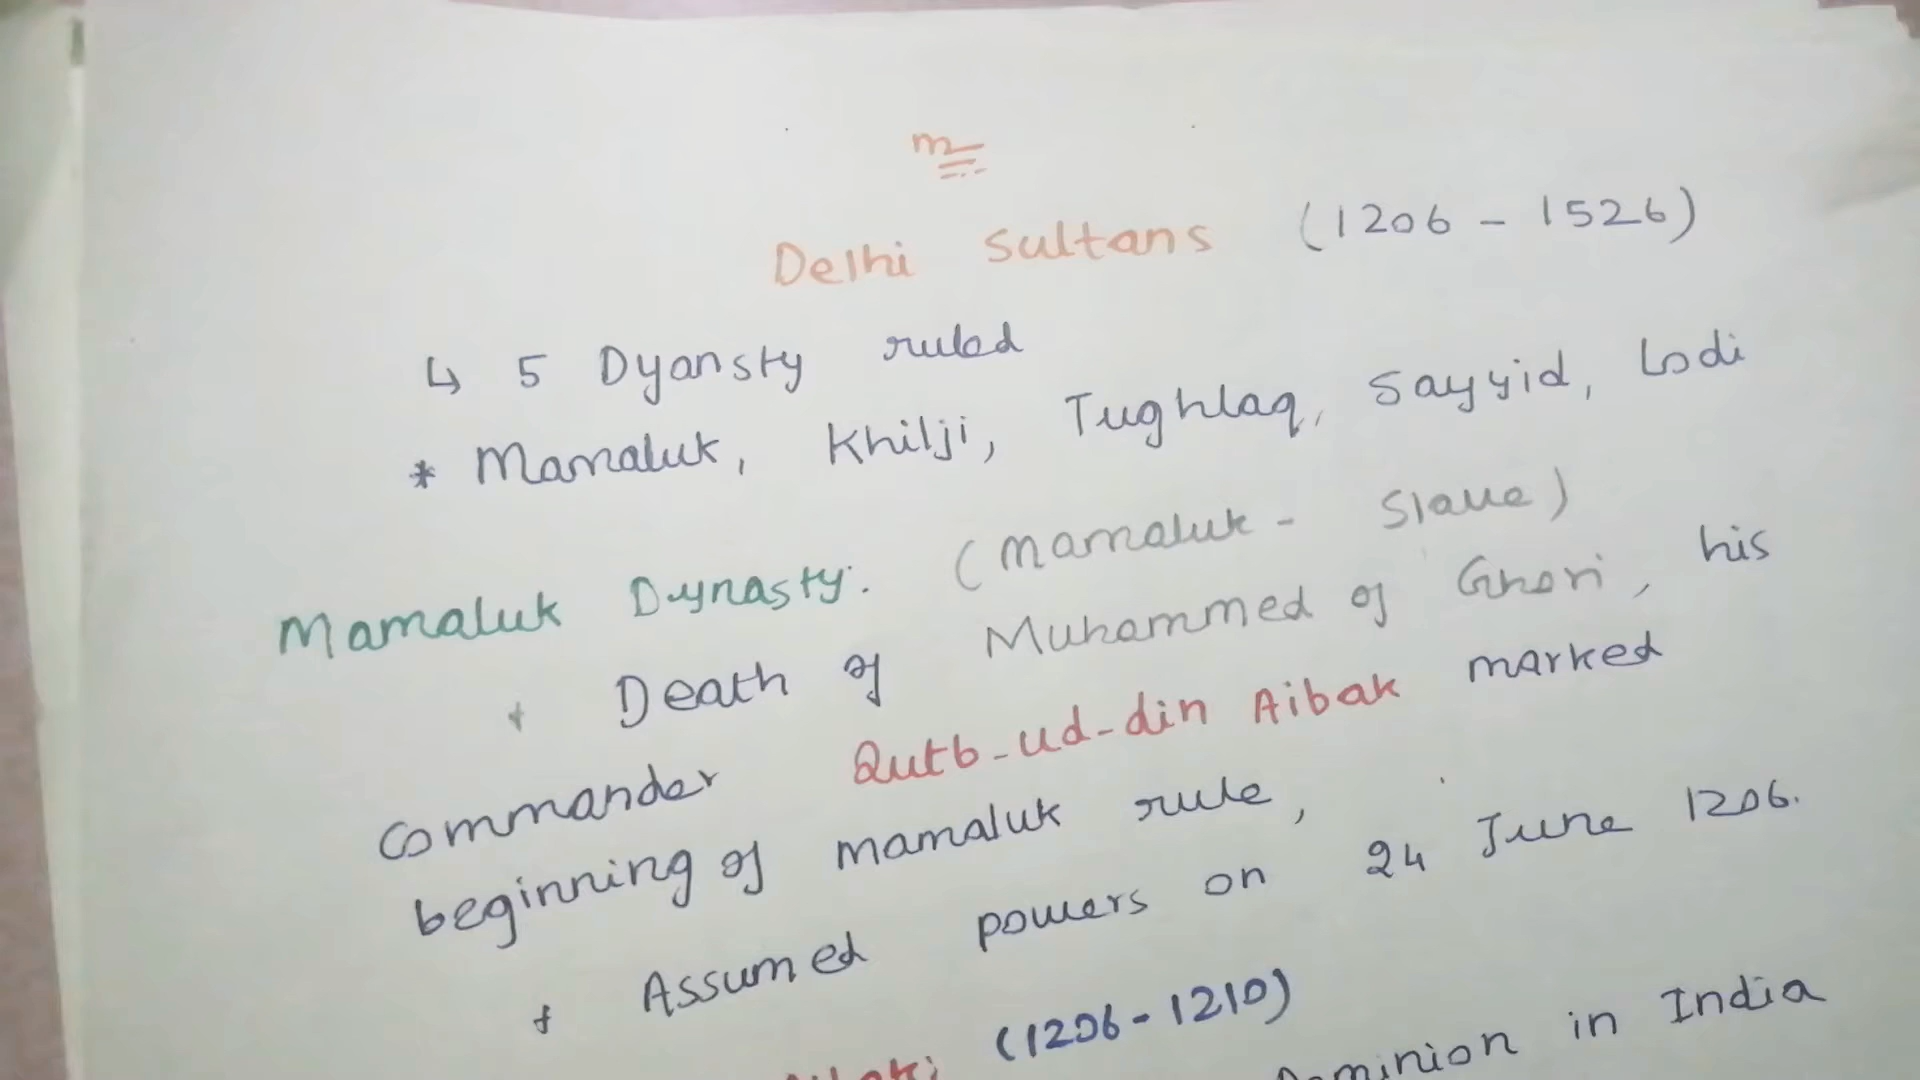 Delhi Sultans (1206 - 1526)
↳ 5 Dyansty ruled
* Mamaluk, Khilji, Tughlaq, Sayyid, Lodi
Mamaluk Dynasty: (Mamaluk - Slave)
+ Death of Muhammed of Ghori, his
commander Qutb-ud-din Aibak marked
beginning of mamaluk rule,
+ Assumed powers on 24 June 1206.
(1206-1210)
Dominion in India